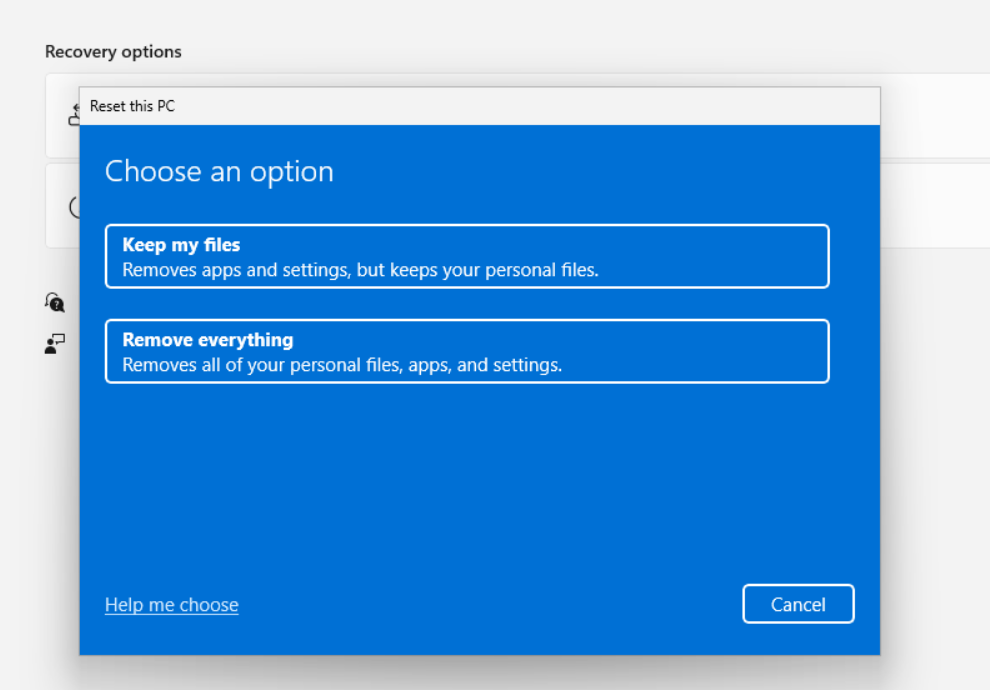 Recovery options
Reset this PC
Choose an option
Keep my files
Removes apps and settings, but keeps your personal files.
Remove everything
Removes all of your personal files, apps, and settings.
Help me choose
Cancel